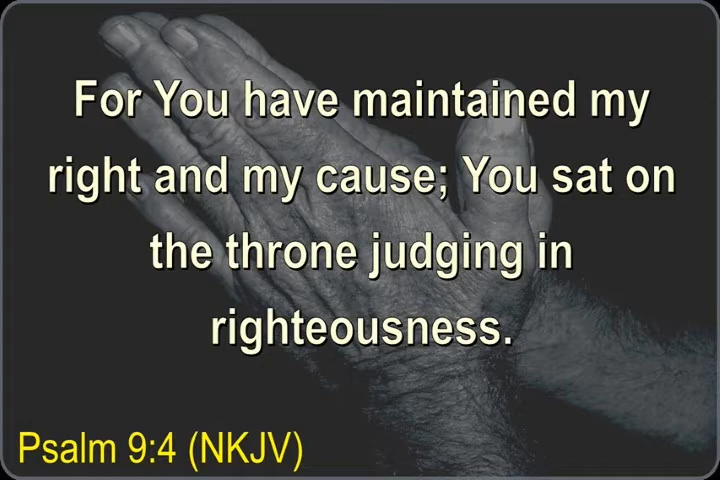 For You have maintained my
right and my cause; You sat on
the throne judging in
righteousness.
Psalm 9:4 (NKJV)